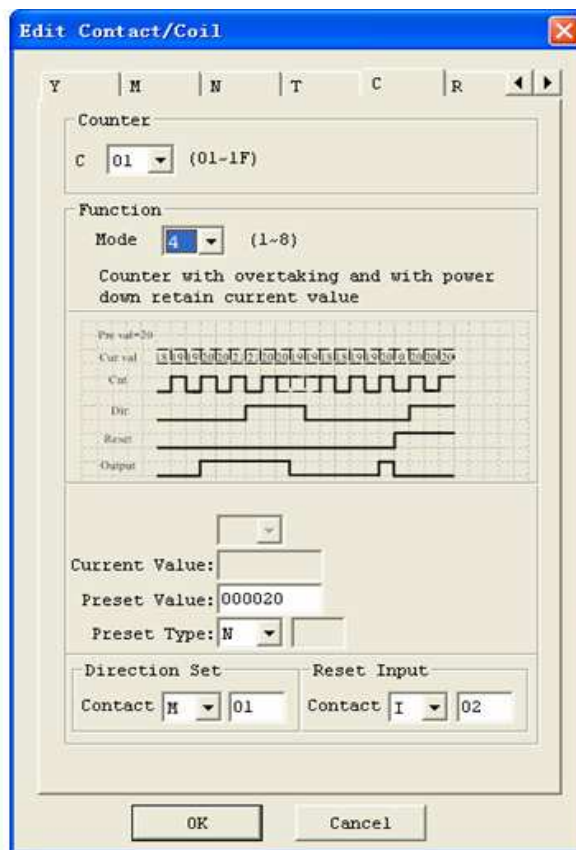 Edit Contact/Coil
Y M N T C R
Counter
C 01 (01~1F)
Function
Mode 4 (1~8)
Counter with overtaking and with power
down retain current value
Pre val=20
Cur val
Cnt
Dir
Reset
Output
Current Value:
Preset Value: 000020
Preset Type: N
Direction Set Reset Input
Contact M 01 Contact I 02
OK Cancel